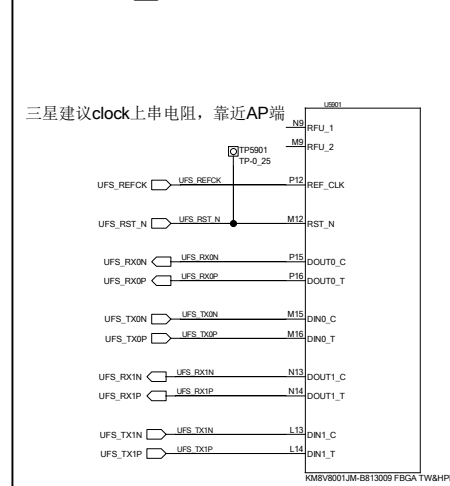 三星建议clock上串电阻，靠近AP端
U5901
N9 RFU_1
M9 RFU_2
TP5901
TP-0_25
UFS_REFCK UFS_REFCK P12 REF_CLK
UFS_RST_N UFS_RST_N M12 RST_N
UFS_RX0N UFS_RX0N P15 DOUT0_C
UFS_RX0P UFS_RX0P P16 DOUT0_T
UFS_TX0N UFS_TX0N M15 DIN0_C
UFS_TX0P UFS_TX0P M16 DIN0_T
UFS_RX1N UFS_RX1N N13 DOUT1_C
UFS_RX1P UFS_RX1P N14 DOUT1_T
UFS_TX1N UFS_TX1N L13 DIN1_C
UFS_TX1P UFS_TX1P L14 DIN1_T
KM8V8001JM-B813009 FBGA TW&HP